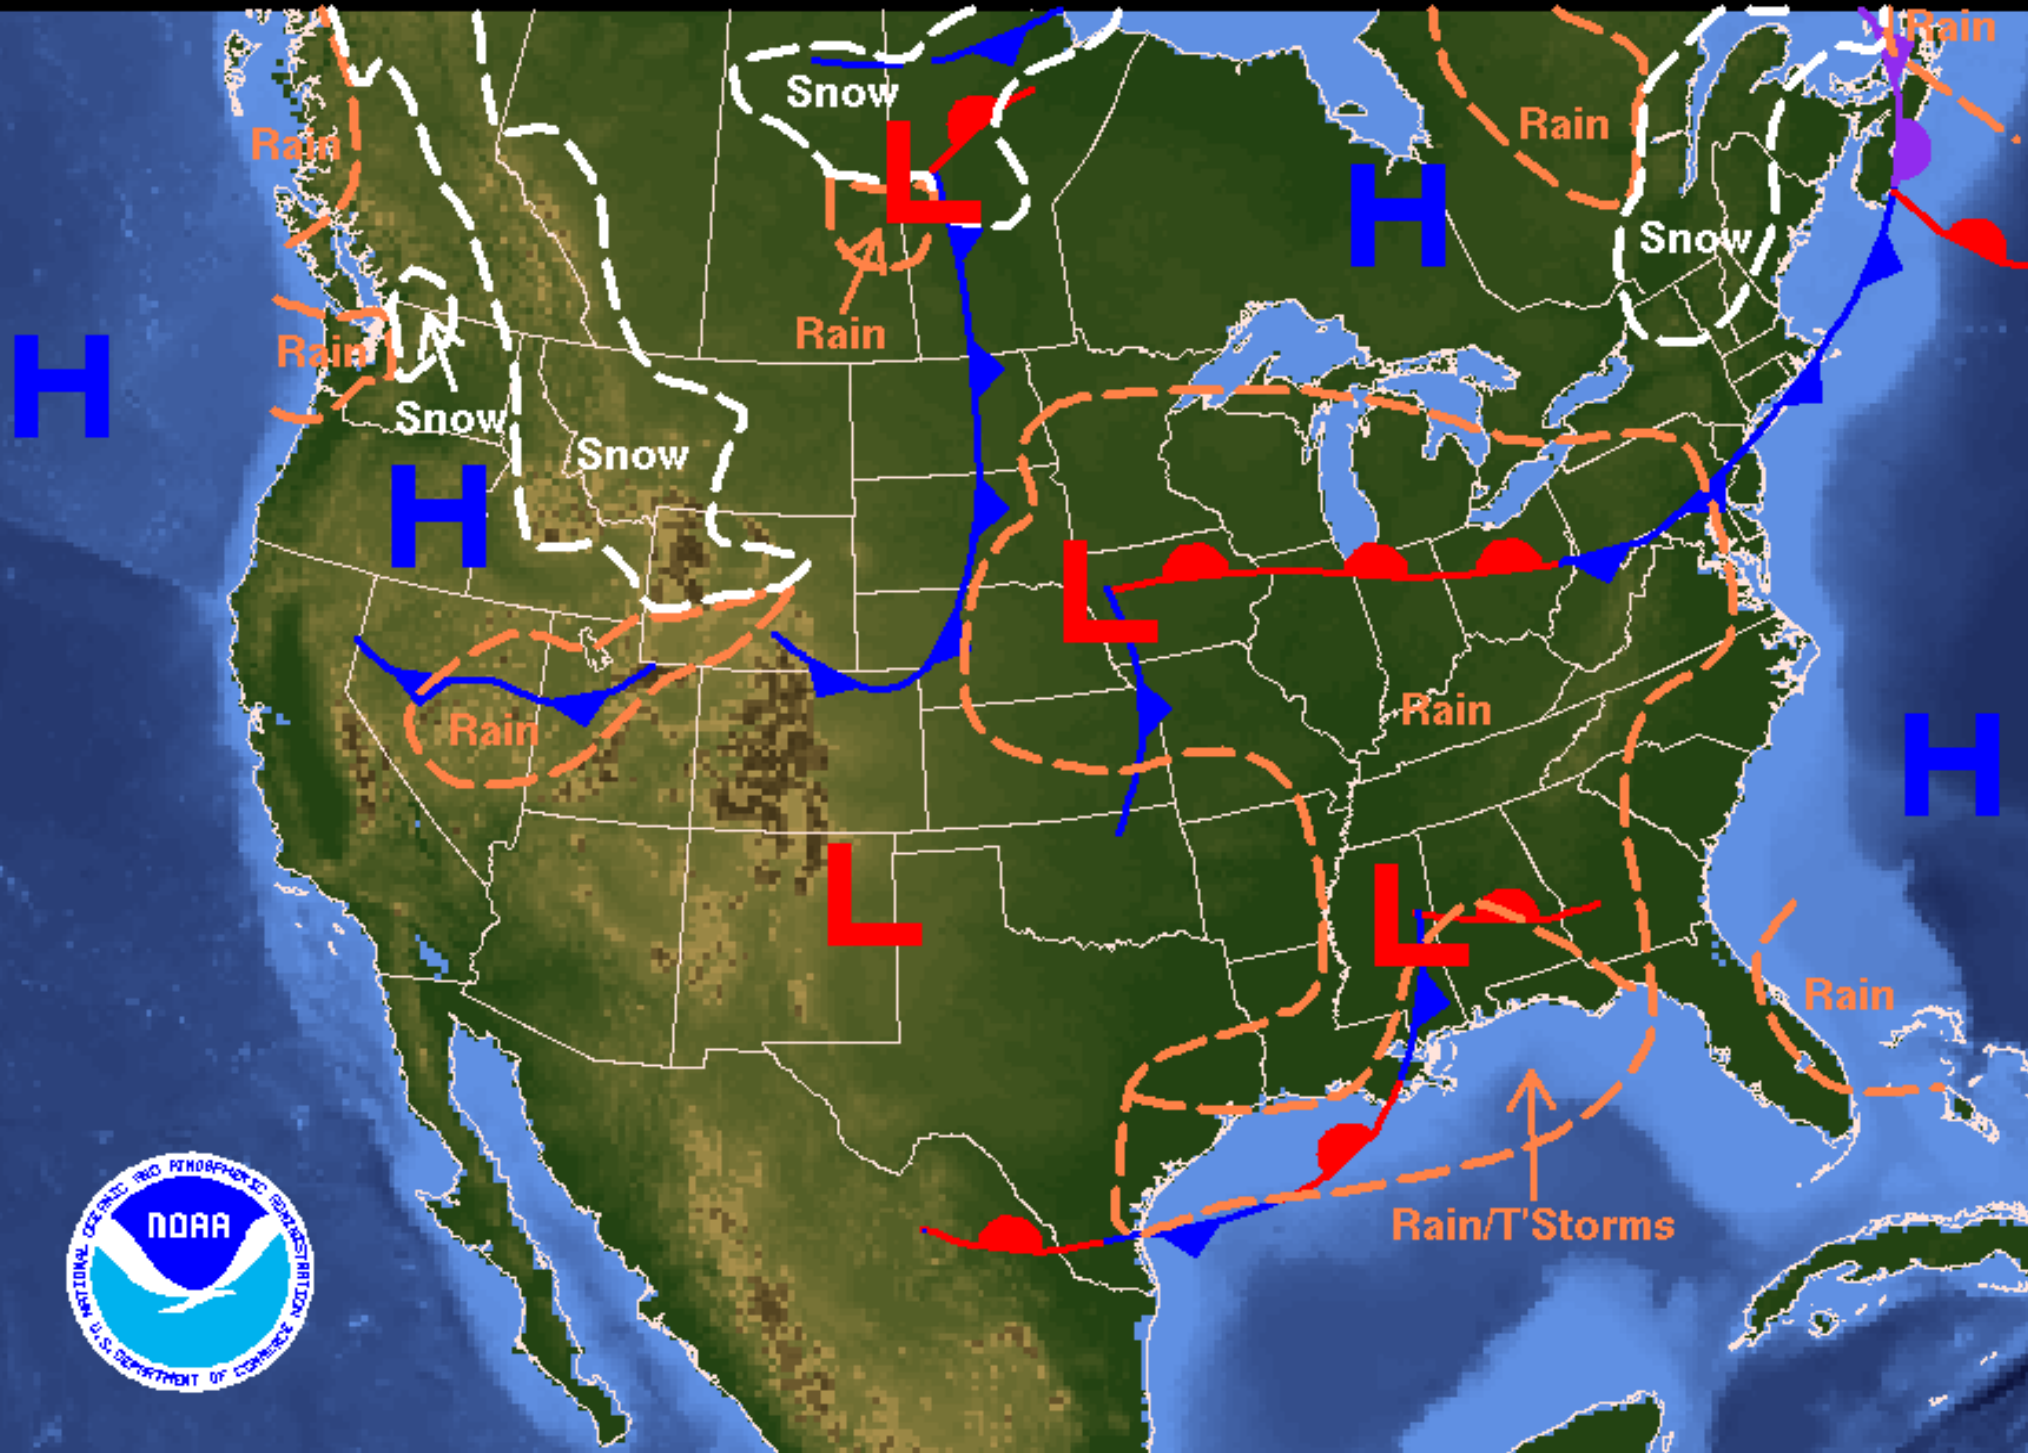 Rain
Snow
Rain
Rain
H
L
Snow
Rain
H
Rain
Snow
Snow
H
L
Rain
Rain
H
L
L
Rain
Rain/T'Storms
NATIONAL OCEANIC AND ATMOSPHERIC ADMINISTRATION
NOAA
U.S. DEPARTMENT OF COMMERCE